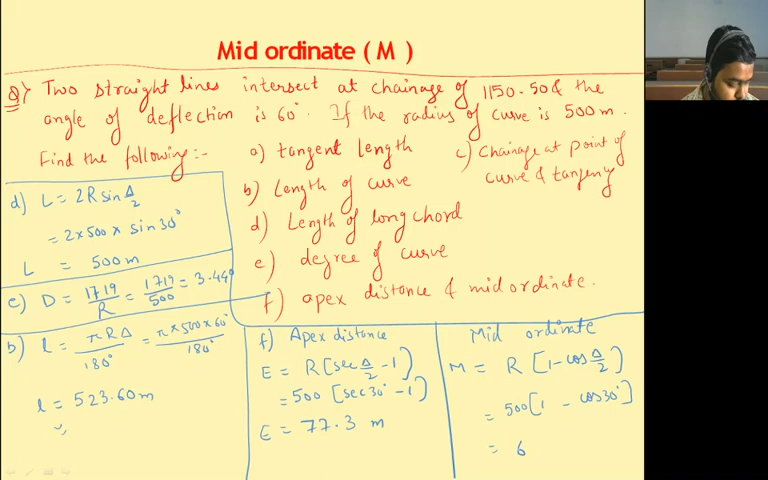 Mid ordinate ( M )
Q) Two straight lines intersect at chainage of 1150.50 & the
angle of deflection is 60°. If the radius of curve is 500 m.
Find the following:-
a) tangent length
b) Length of curve
c) Chainage at point of
curve & tangeny
d) Length of long chord
e) degree of curve
f) apex distance & mid ordinate.
d) L = 2R sin Δ/2
= 2 × 500 × sin 30°
L = 500 m
e) D = 1719/R = 1719/500 = 3.44°
b) l = πRΔ/180° = π×500×60°/180°
l = 523.60 m
f) Apex distance
E = R[sec Δ/2 - 1]
= 500 [sec 30° - 1]
E = 77.3 m
Mid ordinate
M = R [1 - cos Δ/2]
= 500[1 - cos 30°]
= 6